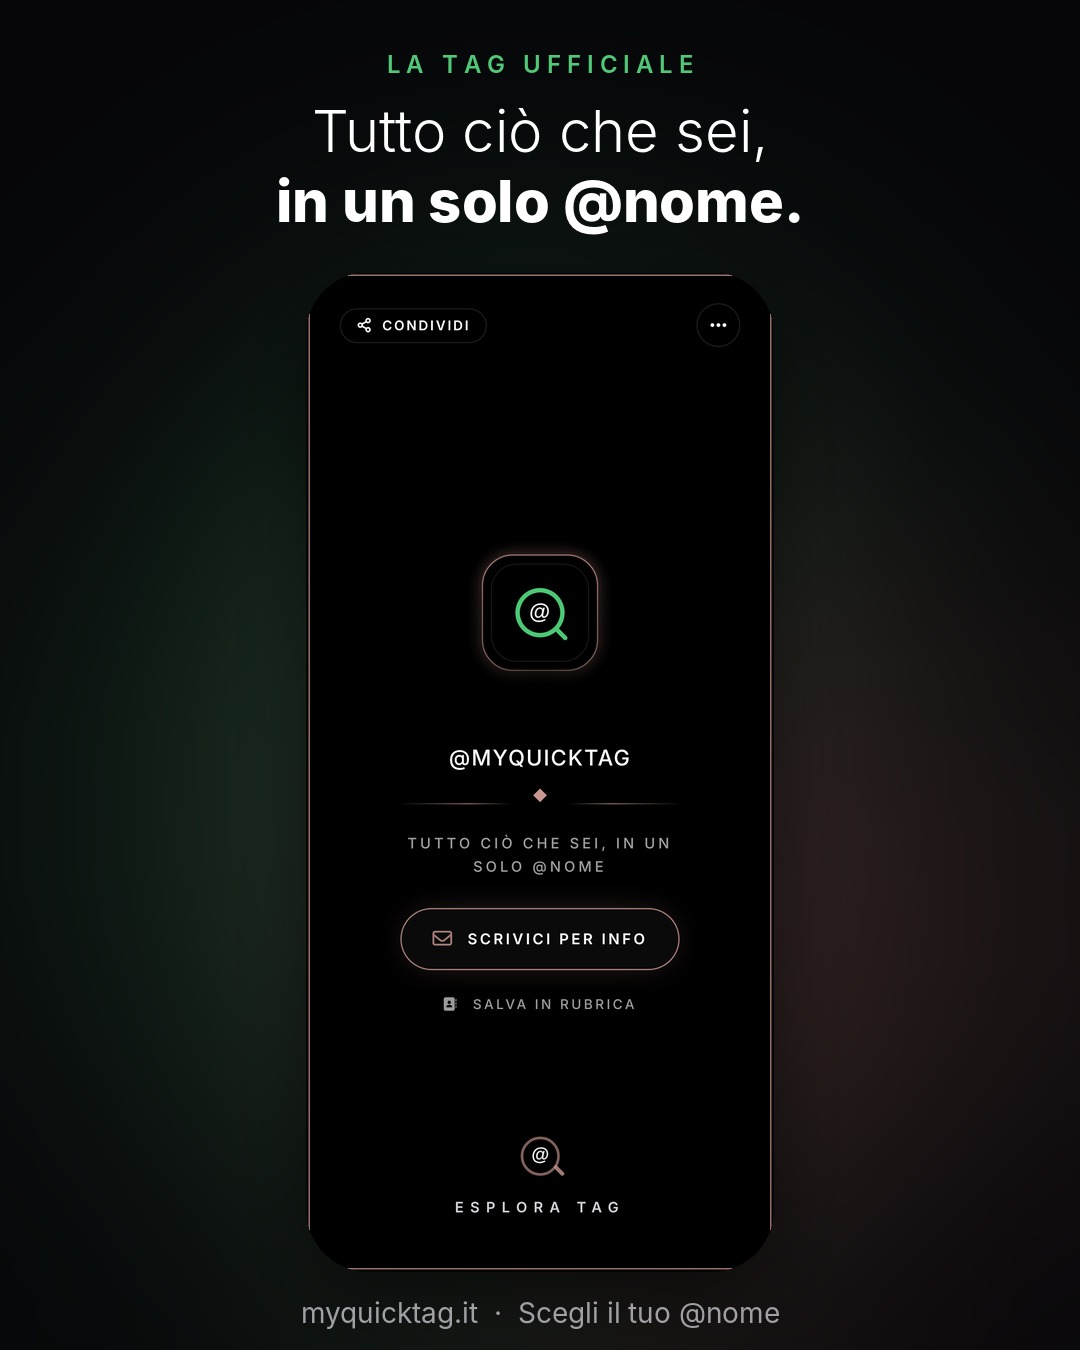 LA TAG UFFICIALE
Tutto ciò che sei,
in un solo @nome.
CONDIVIDI
@
@MYQUICKTAG
TUTTO CIÒ CHE SEI, IN UN
SOLO @NOME
SCRIVICI PER INFO
SALVA IN RUBRICA
@
ESPLORA TAG
myquicktag.it · Scegli il tuo @nome